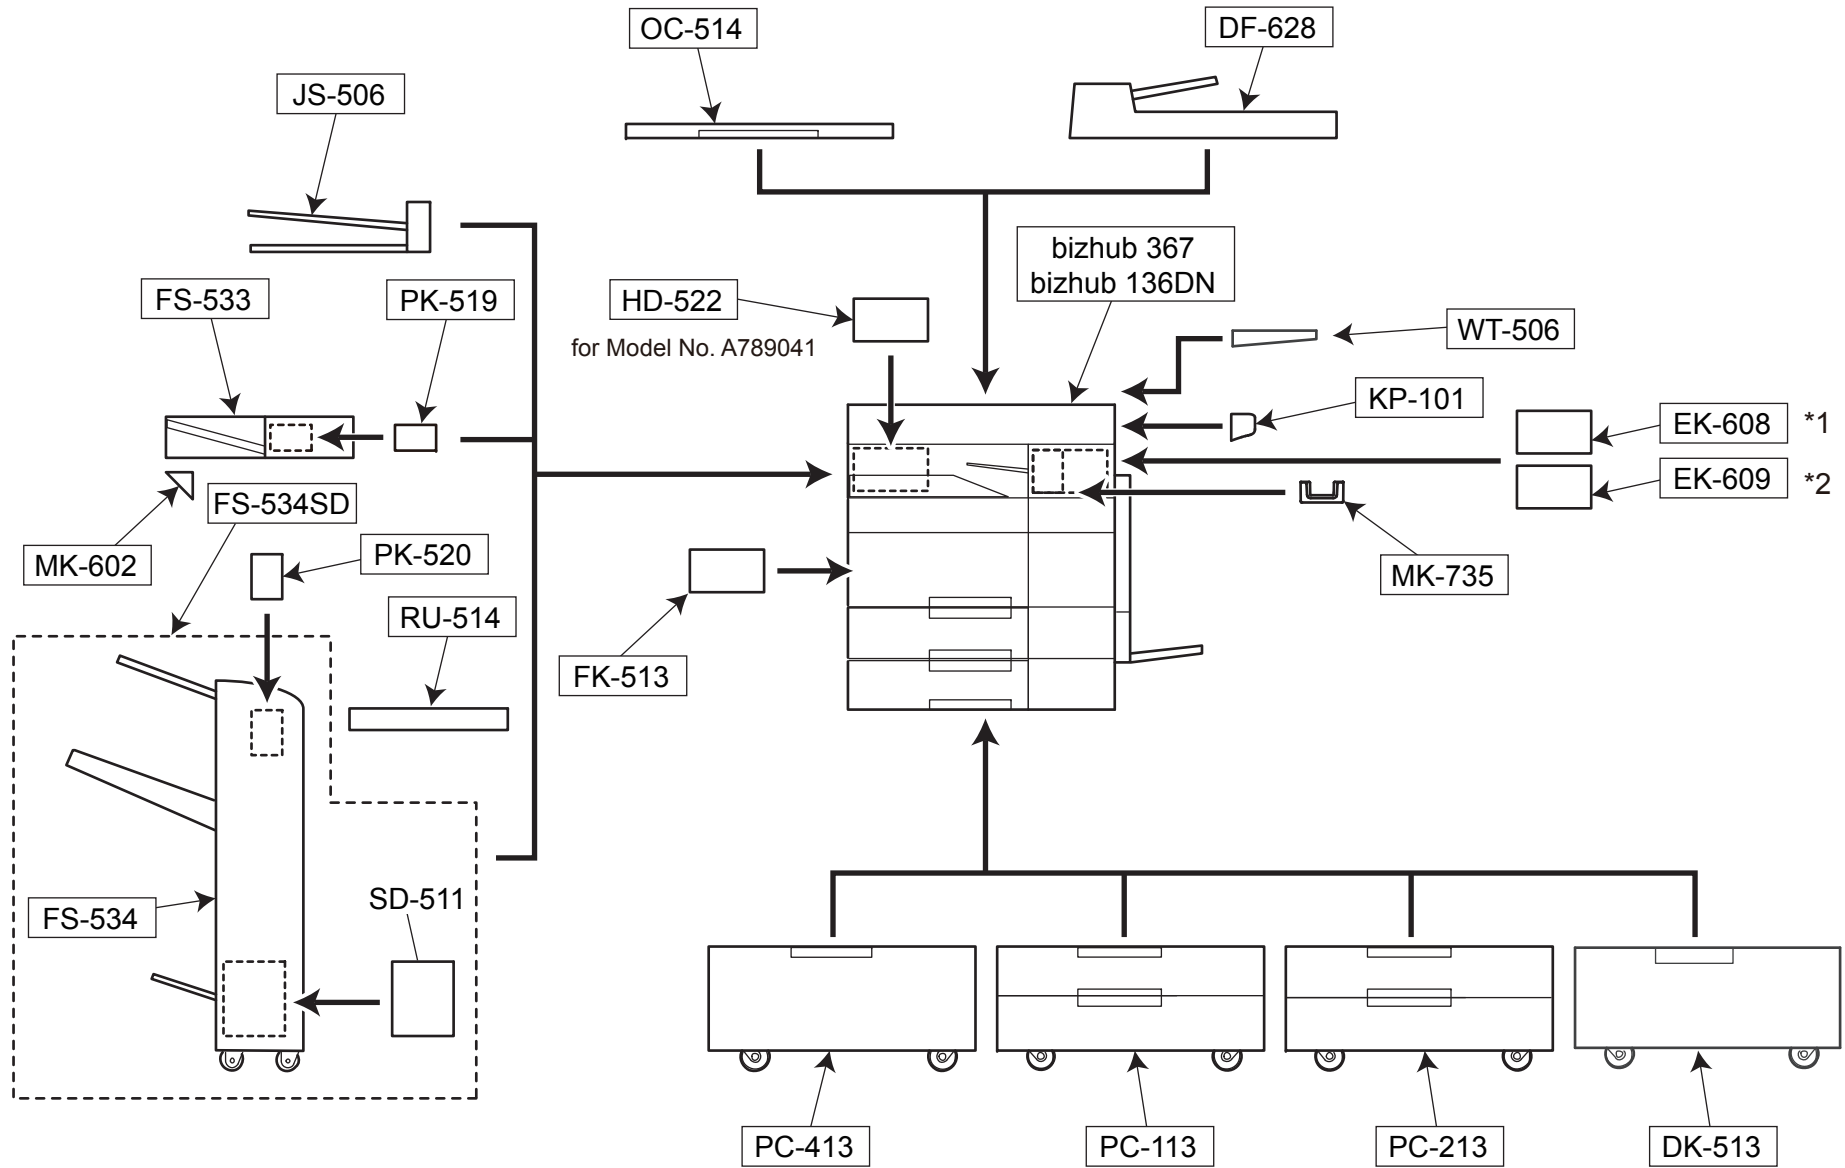 OC-514
DF-628
JS-506
bizhub 367
bizhub 136DN
FS-533
PK-519
HD-522
for Model No. A789041
WT-506
KP-101
EK-608 *1
EK-609 *2
FS-534SD
MK-602
PK-520
MK-735
RU-514
FK-513
SD-511
FS-534
PC-413
PC-113
PC-213
DK-513